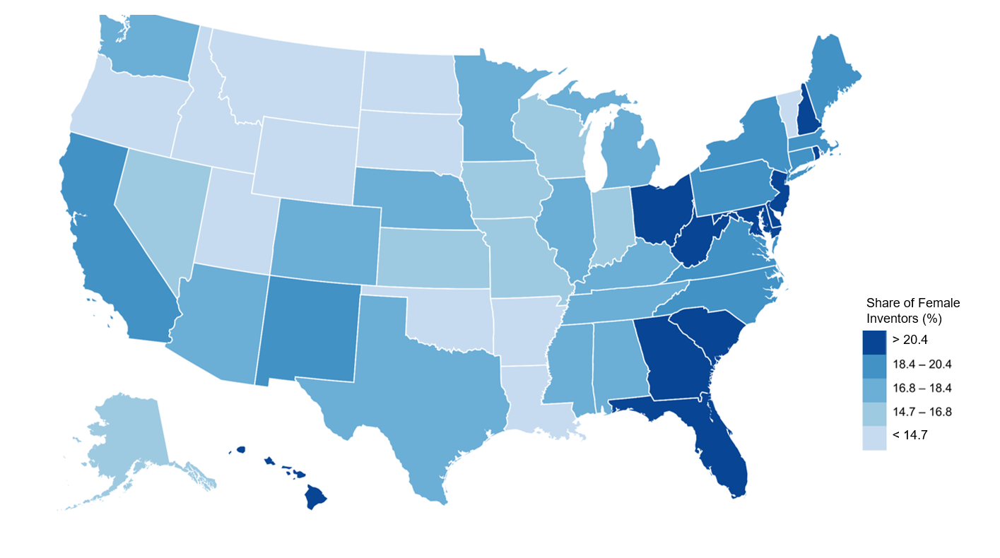 Share of Female
Inventors (%)
> 20.4
18.4 – 20.4
16.8 – 18.4
14.7 – 16.8
< 14.7